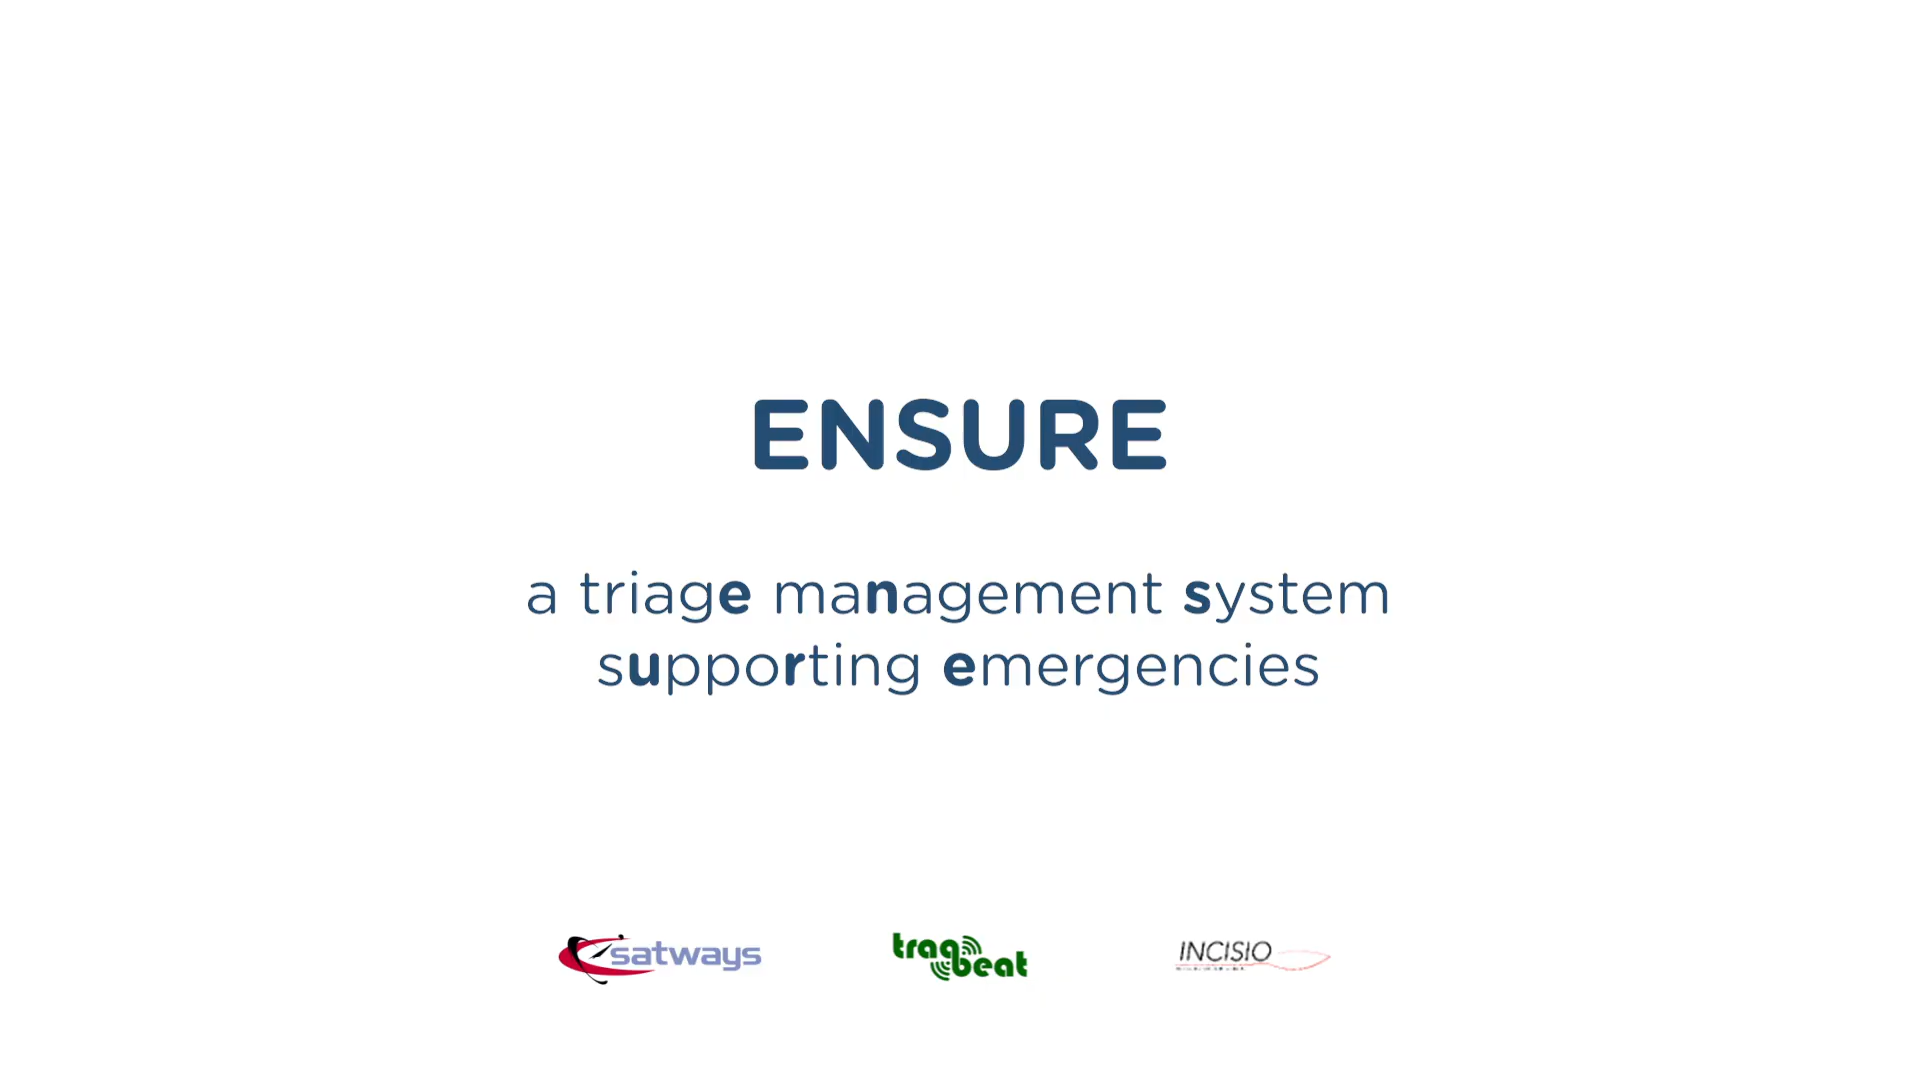 ENSURE
a triage management system
supporting emergencies
satways
traqbeat
INCISIO